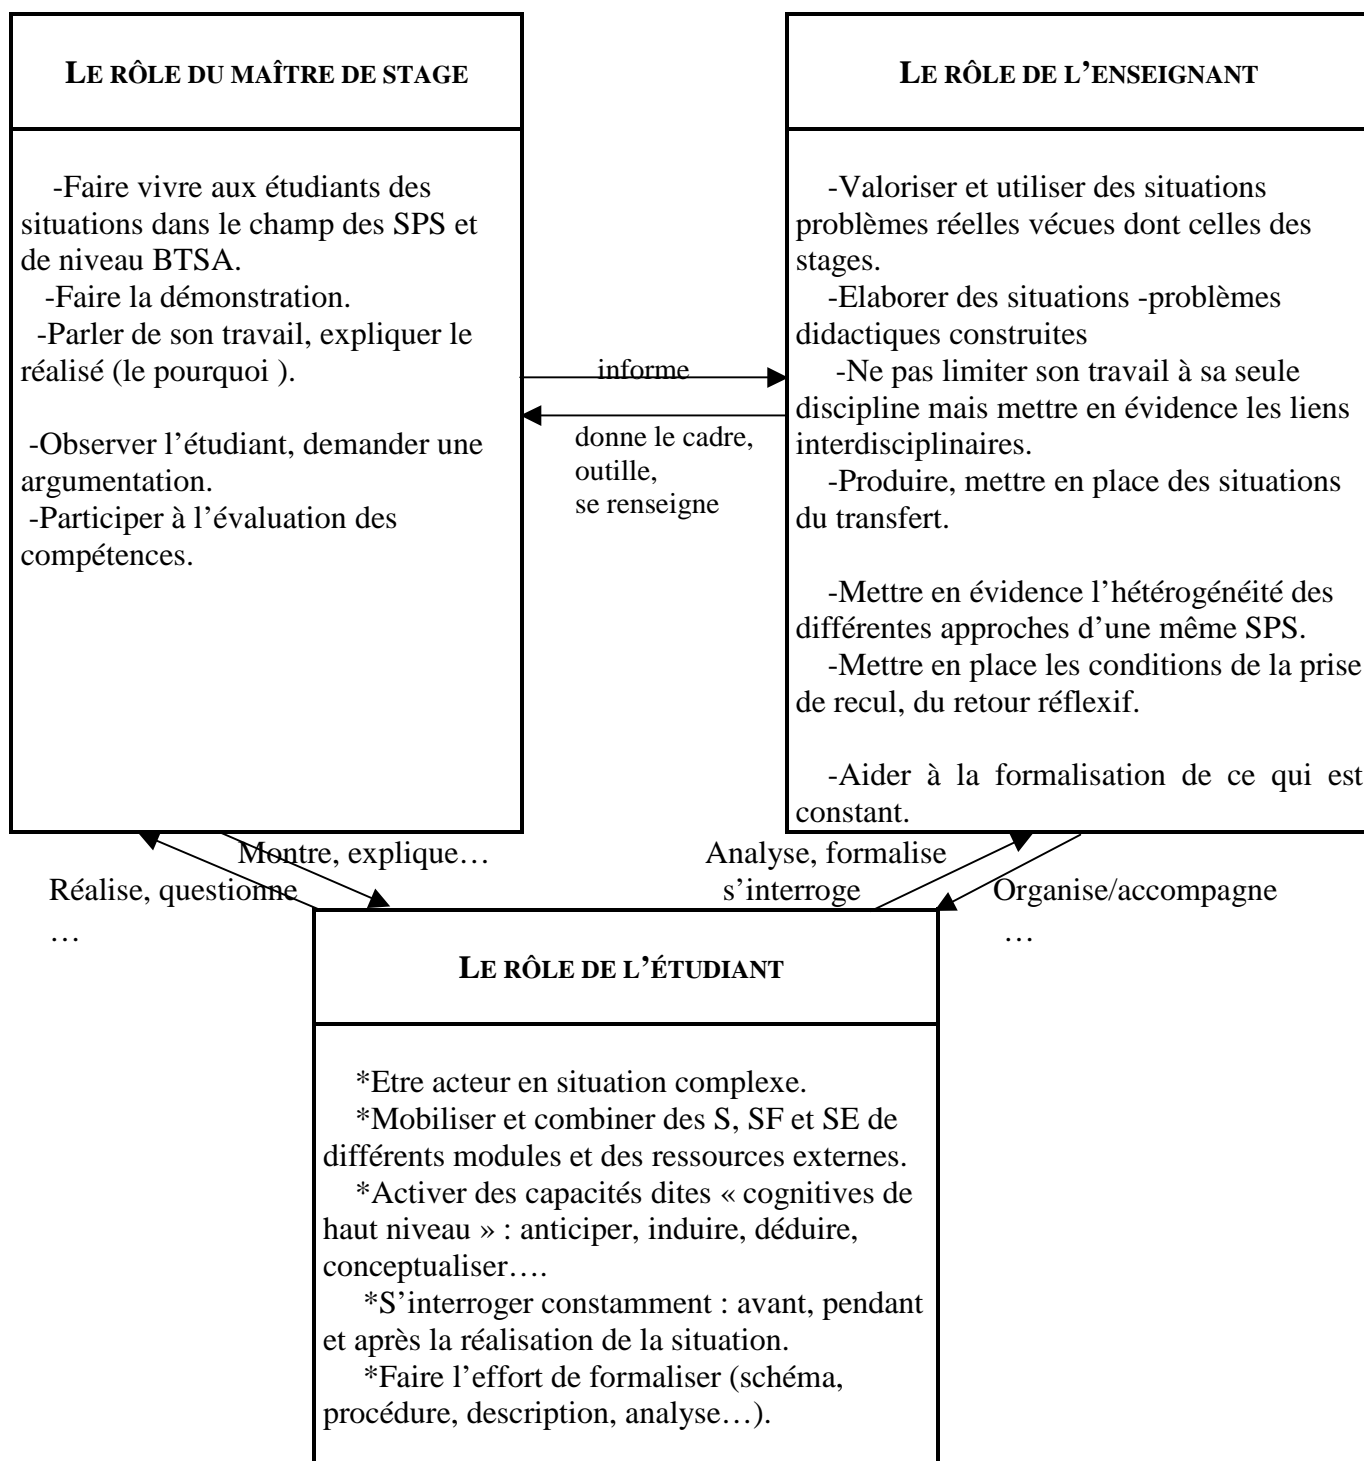 LE RÔLE DU MAÎTRE DE STAGE
-Faire vivre aux étudiants des
situations dans le champ des SPS et
de niveau BTSA.
-Faire la démonstration.
-Parler de son travail, expliquer le
réalisé (le pourquoi ).
-Observer l’étudiant, demander une
argumentation.
-Participer à l’évaluation des
compétences.
informe
donne le cadre,
outille,
se renseigne
LE RÔLE DE L’ENSEIGNANT
-Valoriser et utiliser des situations
problèmes réelles vécues dont celles des
stages.
-Elaborer des situations -problèmes
didactiques construites
-Ne pas limiter son travail à sa seule
discipline mais mettre en évidence les liens
interdisciplinaires.
-Produire, mettre en place des situations
du transfert.
-Mettre en évidence l’hétérogénéité des
différentes approches d’une même SPS.
-Mettre en place les conditions de la prise
de recul, du retour réflexif.
-Aider à la formalisation de ce qui est
constant.
Montre, explique…
Réalise, questionne
…
Analyse, formalise
s’interroge
Organise/accompagne
…
LE RÔLE DE L’ÉTUDIANT
*Etre acteur en situation complexe.
*Mobiliser et combiner des S, SF et SE de
différents modules et des ressources externes.
*Activer des capacités dites « cognitives de
haut niveau » : anticiper, induire, déduire,
conceptualiser….
*S’interroger constamment : avant, pendant
et après la réalisation de la situation.
*Faire l’effort de formaliser (schéma,
procédure, description, analyse…).